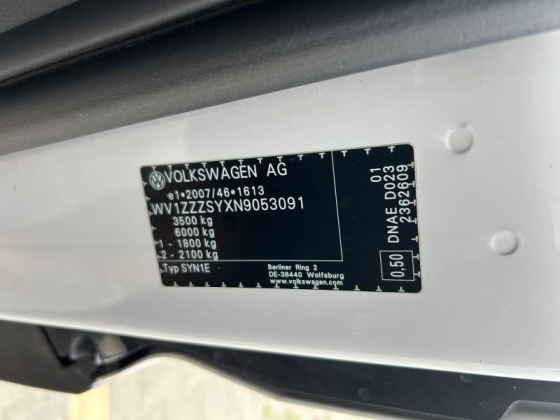 VOLKSWAGEN AG
e1*2007/46*1613
WV1ZZZSYXN9053091
3500 kg
6000 kg
1 - 1800 kg
2 - 2100 kg
Typ SYN1E
Berliner Ring 2
DE-38440 Wolfsburg
www.volkswagen.com
0,50
DNAE D023 01
2362609